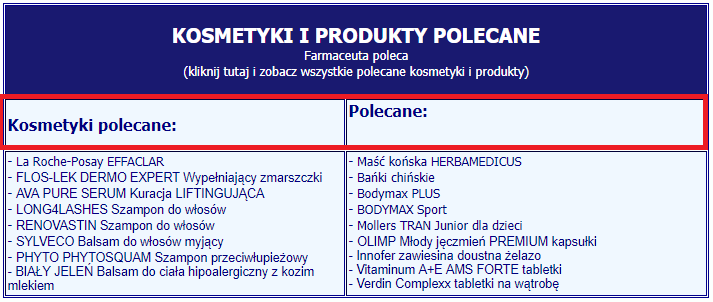 KOSMETYKI I PRODUKTY POLECANE
Farmaceuta poleca
(kliknij tutaj i zobacz wszystkie polecane kosmetyki i produkty)
Kosmetyki polecane:
Polecane:
- La Roche-Posay EFFACLAR
- FLOS-LEK DERMO EXPERT Wypełniający zmarszczki
- AVA PURE SERUM Kuracja LIFTINGUJĄCA
- LONG4LASHES Szampon do włosów
- RENOVASTIN Szampon do włosów
- SYLVECO Balsam do włosów myjący
- PHYTO PHYTOSQUAM Szampon przeciwłupieżowy
- BIAŁY JELEŃ Balsam do ciała hipoalergiczny z kozim
mlekiem
- Maść końska HERBAMEDICUS
- Bańki chińskie
- Bodymax PLUS
- BODYMAX Sport
- Mollers TRAN Junior dla dzieci
- OLIMP Młody jęczmień PREMIUM kapsułki
- Innofer zawiesina doustna żelazo
- Vitaminum A+E AMS FORTE tabletki
- Verdin Complexx tabletki na wątrobę